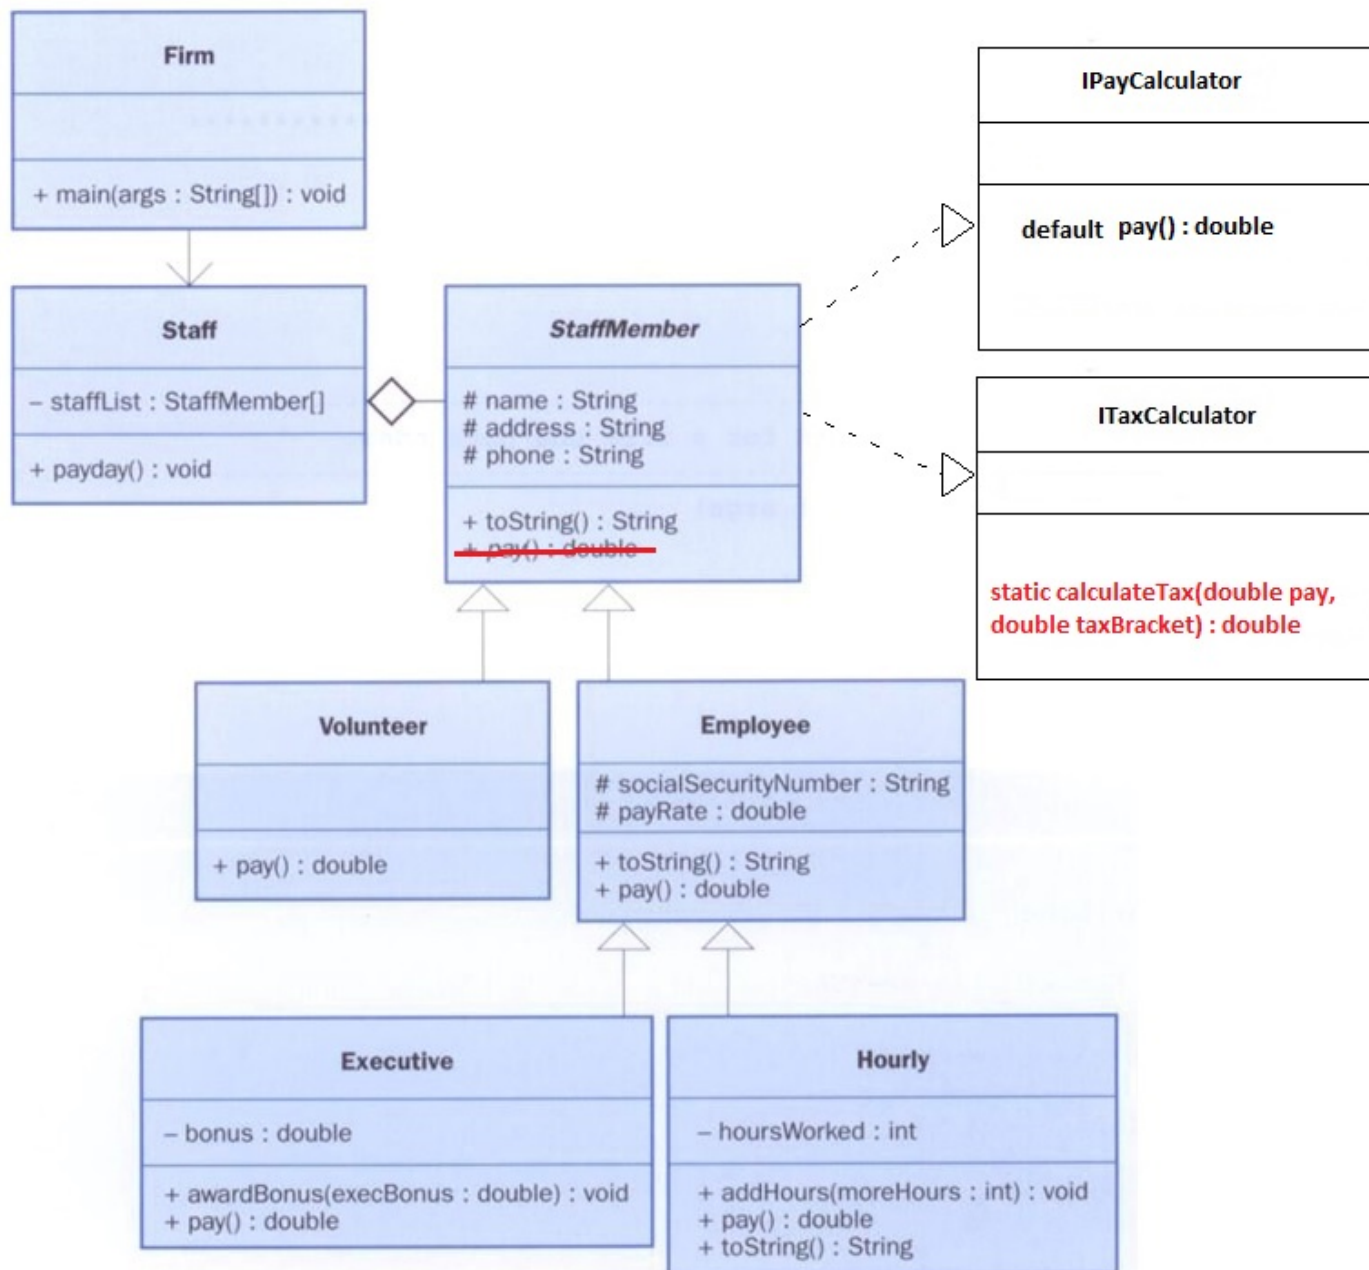 Firm
+ main(args : String[]) : void
Staff
– staffList : StaffMember[]
+ payday() : void
StaffMember
# name : String
# address : String
# phone : String
+ toString() : String
+ pay() : double
IPayCalculator
default pay() : double
ITaxCalculator
static calculateTax(double pay,
double taxBracket) : double
Volunteer
+ pay() : double
Employee
# socialSecurityNumber : String
# payRate : double
+ toString() : String
+ pay() : double
Executive
– bonus : double
+ awardBonus(execBonus : double) : void
+ pay() : double
Hourly
– hoursWorked : int
+ addHours(moreHours : int) : void
+ pay() : double
+ toString() : String